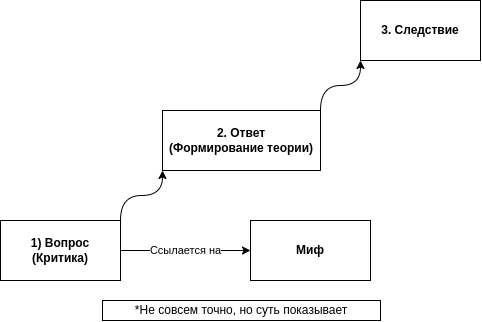 3. Следствие
2. Ответ
(Формирование теории)
1) Вопрос
(Критика)
Ссылается на
Миф
*Не совсем точно, но суть показывает